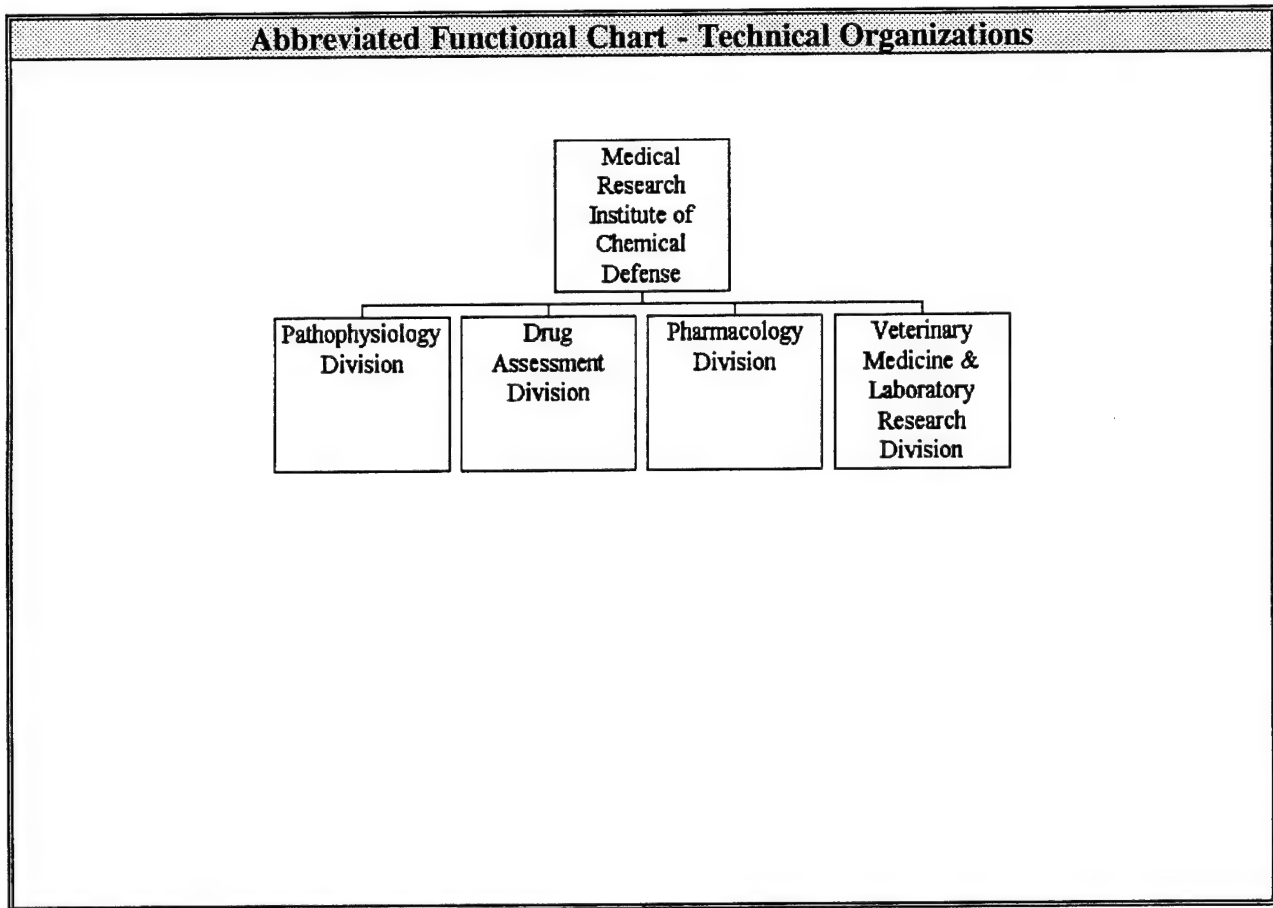 Abbreviated Functional Chart - Technical Organizations
Medical
Research
Institute of
Chemical
Defense
Pathophysiology
Division
Drug
Assessment
Division
Pharmacology
Division
Veterinary
Medicine &
Laboratory
Research
Division